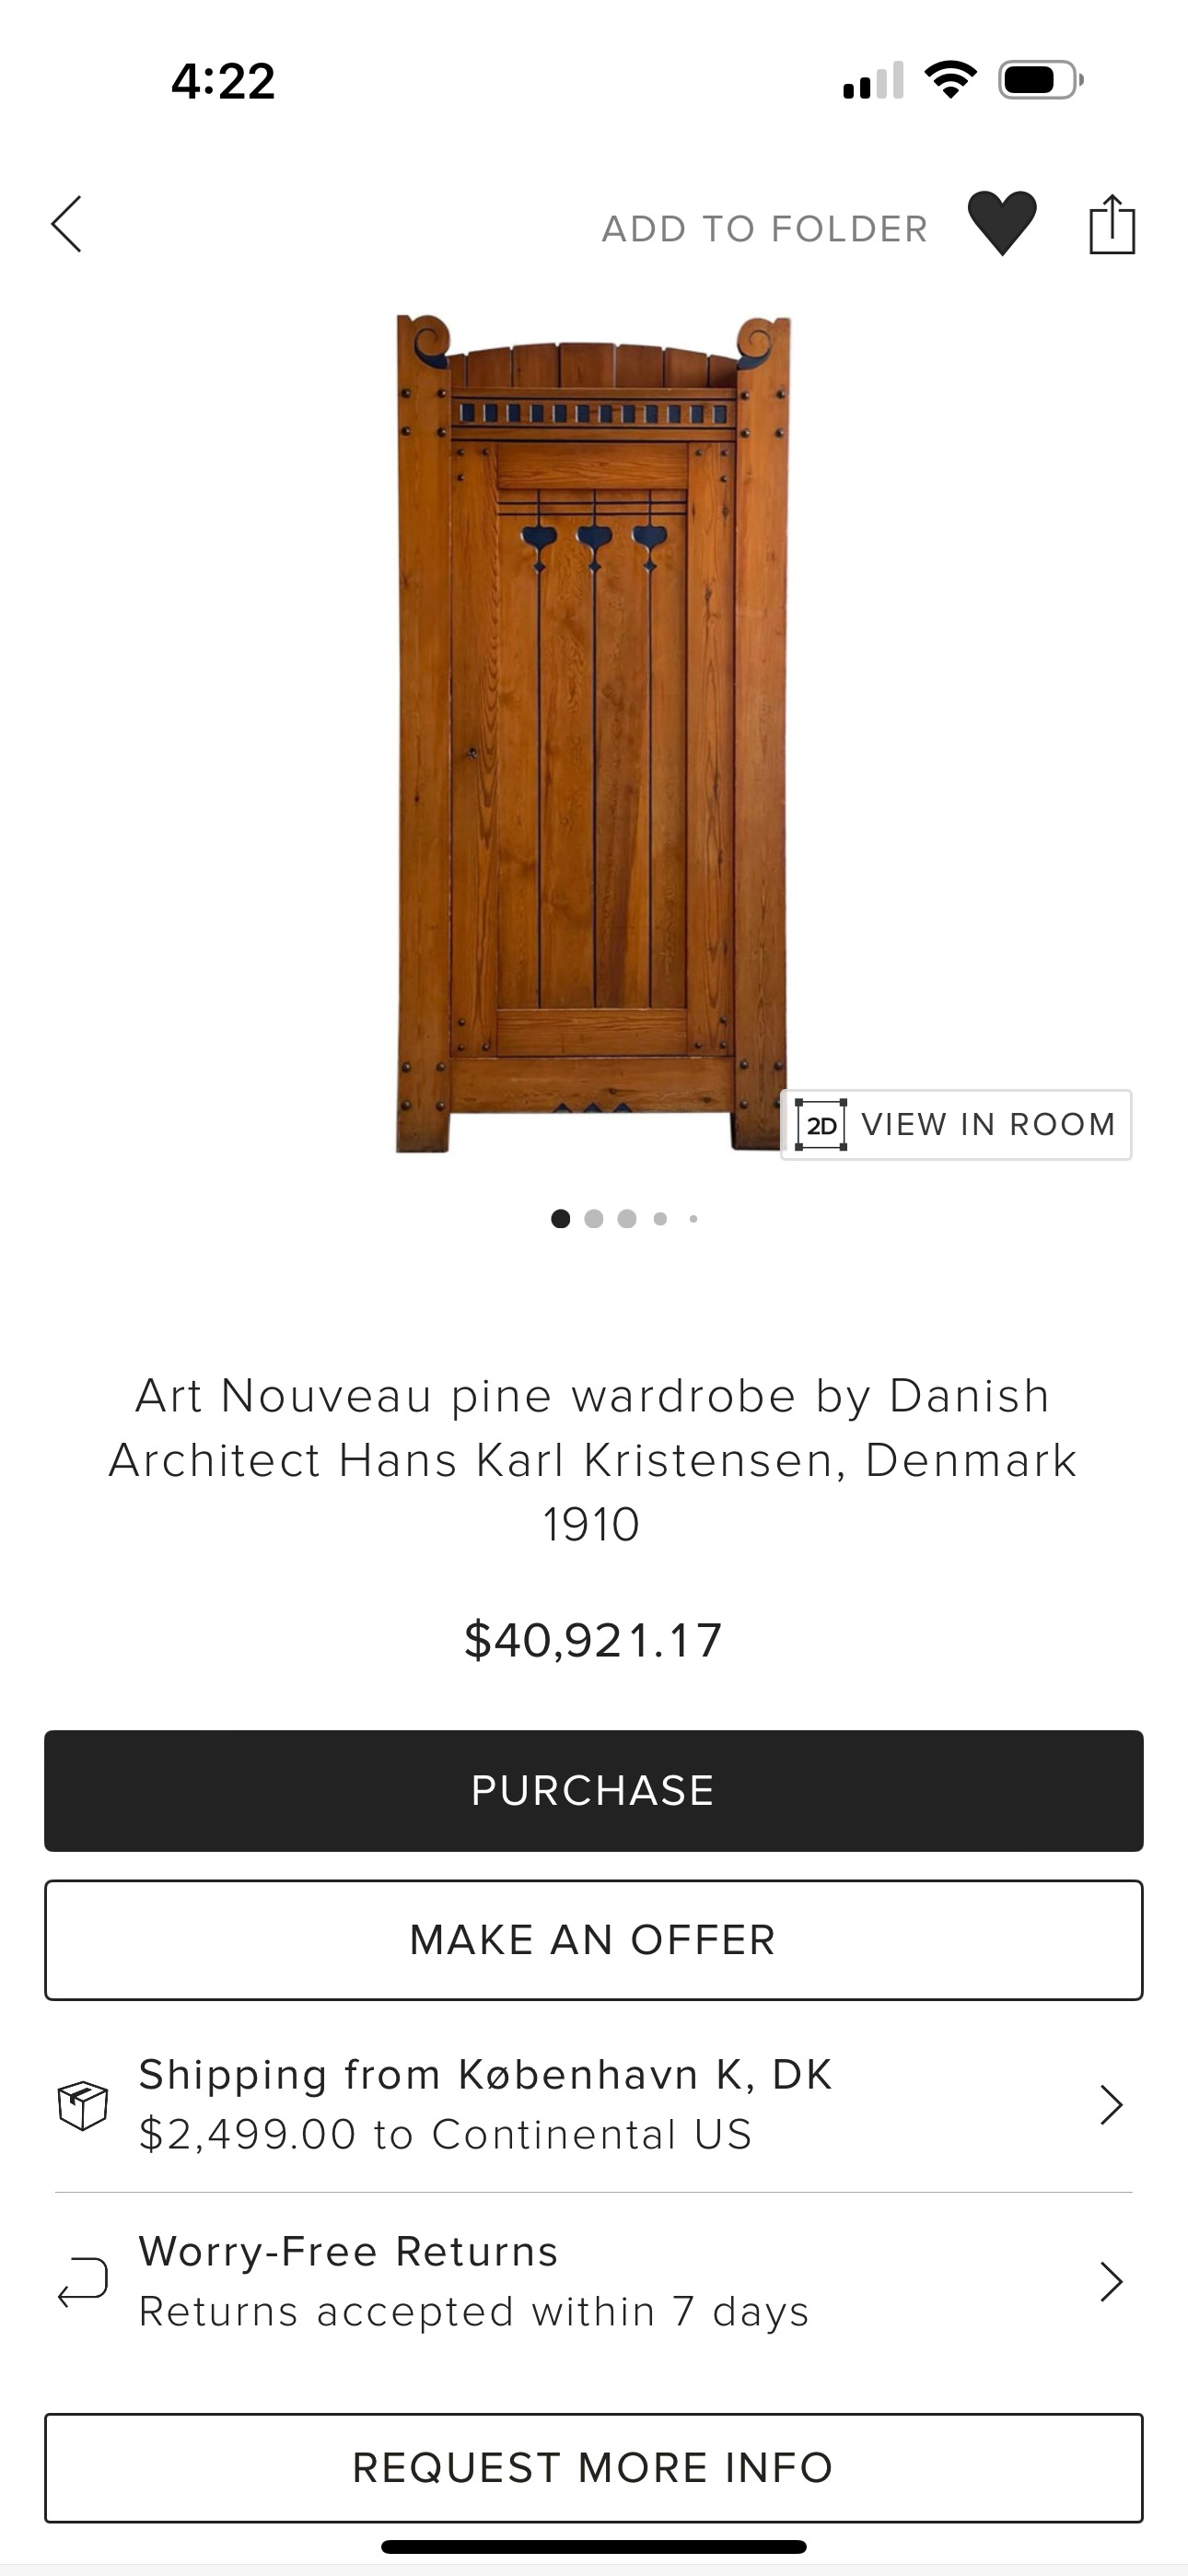 4:22
ADD TO FOLDER
2D VIEW IN ROOM
Art Nouveau pine wardrobe by Danish
Architect Hans Karl Kristensen, Denmark
1910
$40,921.17
PURCHASE
MAKE AN OFFER
Shipping from København K, DK
$2,499.00 to Continental US
Worry-Free Returns
Returns accepted within 7 days
REQUEST MORE INFO